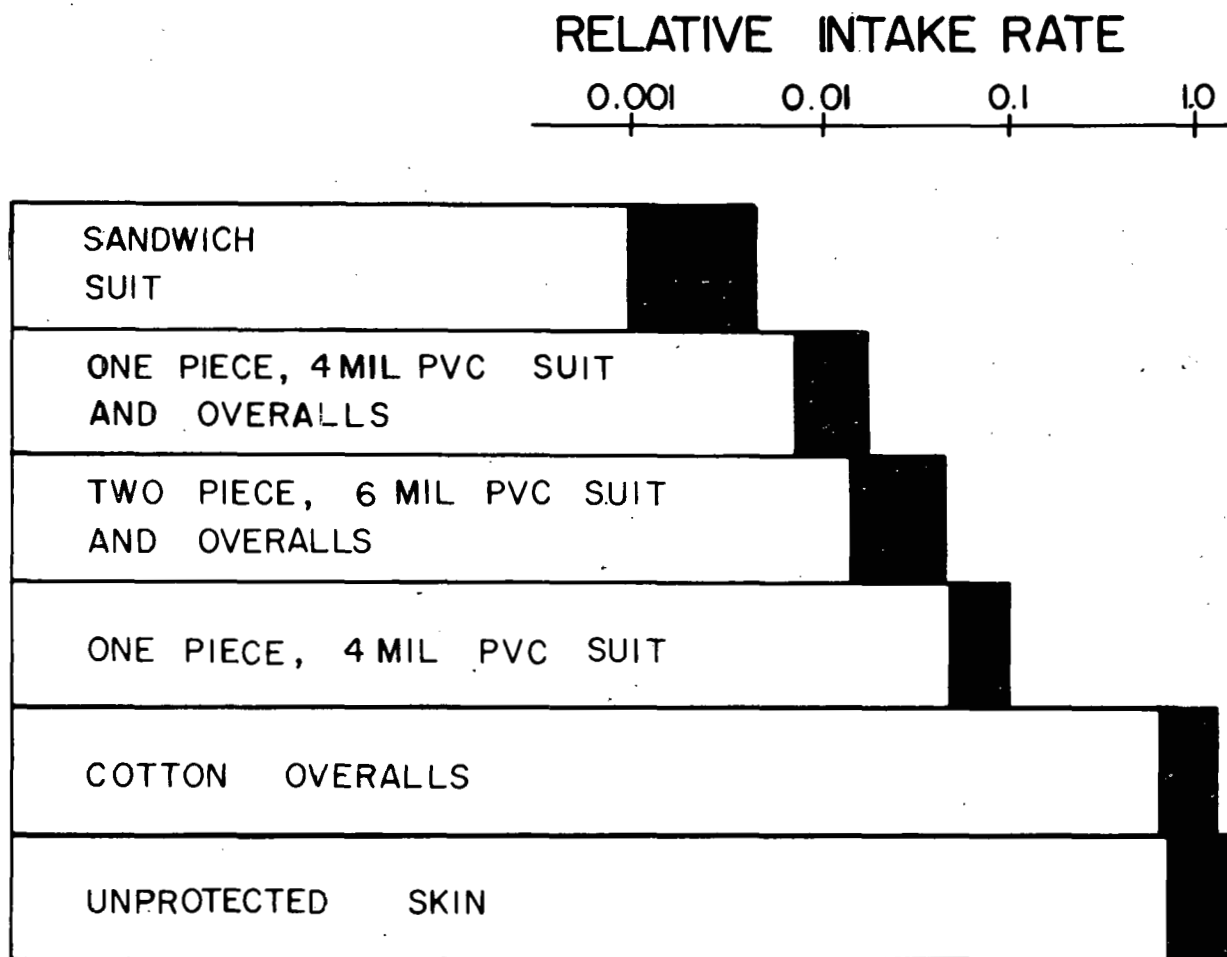 RELATIVE INTAKE RATE
0.001 0.01 0.1 1.0
SANDWICH
SUIT
ONE PIECE, 4 MIL PVC SUIT
AND OVERALLS
TWO PIECE, 6 MIL PVC SUIT
AND OVERALLS
ONE PIECE, 4 MIL PVC SUIT
COTTON OVERALLS
UNPROTECTED SKIN